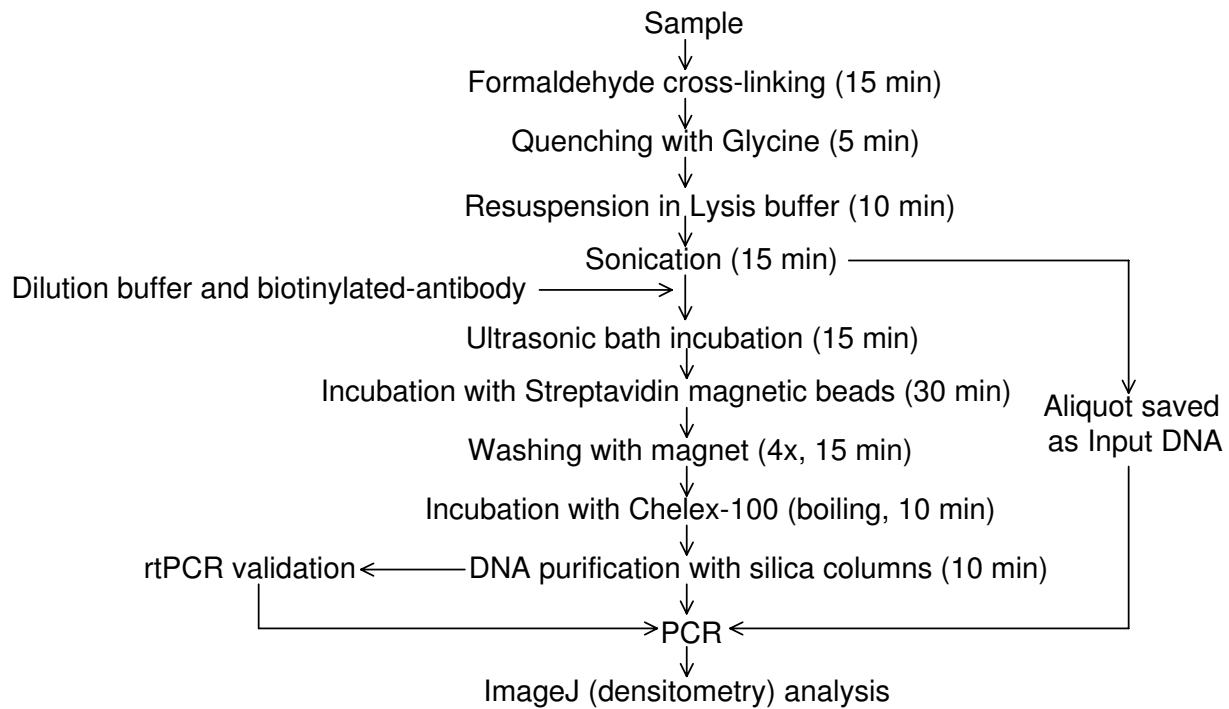 Sample
Formaldehyde cross-linking (15 min)
Quenching with Glycine (5 min)
Resuspension in Lysis buffer (10 min)
Sonication (15 min)
Dilution buffer and biotinylated-antibody
Ultrasonic bath incubation (15 min)
Incubation with Streptavidin magnetic beads (30 min)
Aliquot saved
as Input DNA
Washing with magnet (4x, 15 min)
Incubation with Chelex-100 (boiling, 10 min)
rtPCR validation
DNA purification with silica columns (10 min)
PCR
ImageJ (densitometry) analysis